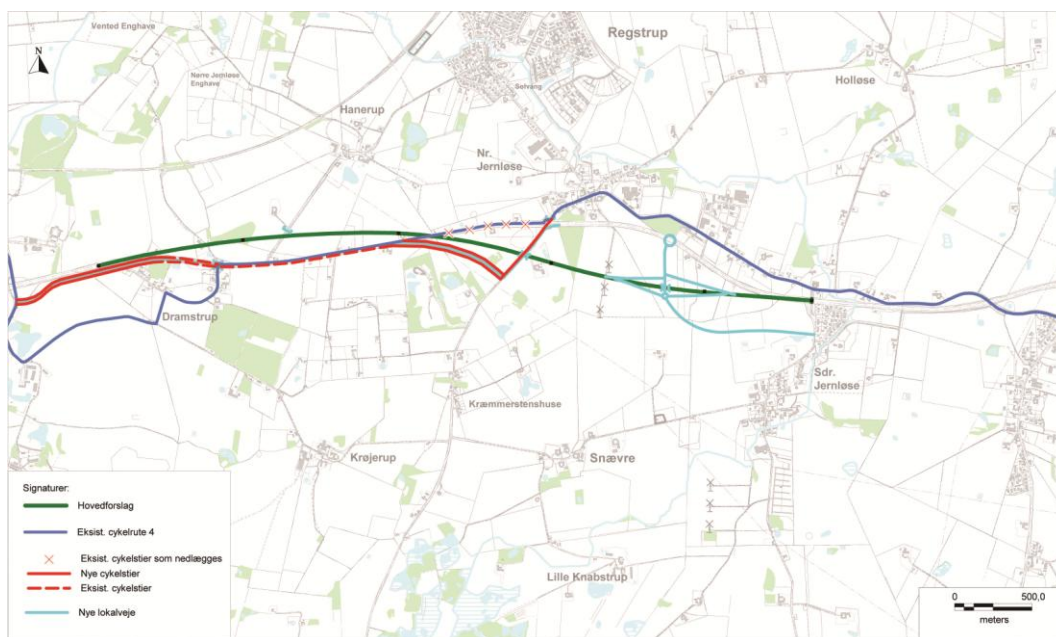 Vented Enghave
Regstrup
N
Nørre Jernløse
Enghave
Holløse
Sølvang
Hanerup
Nr.
Jernløse
Dramstrup
Sdr.
Jernløse
Kræmmerstenshuse
Krøjerup
Snævre
Lille Knabstrup
Signaturer:
Hovedforslag
Eksist. cykelrute 4
Eksist. cykelstier som nedlægges
Nye cykelstier
Eksist. cykelstier
Nye lokalveje
0 500,0
meters